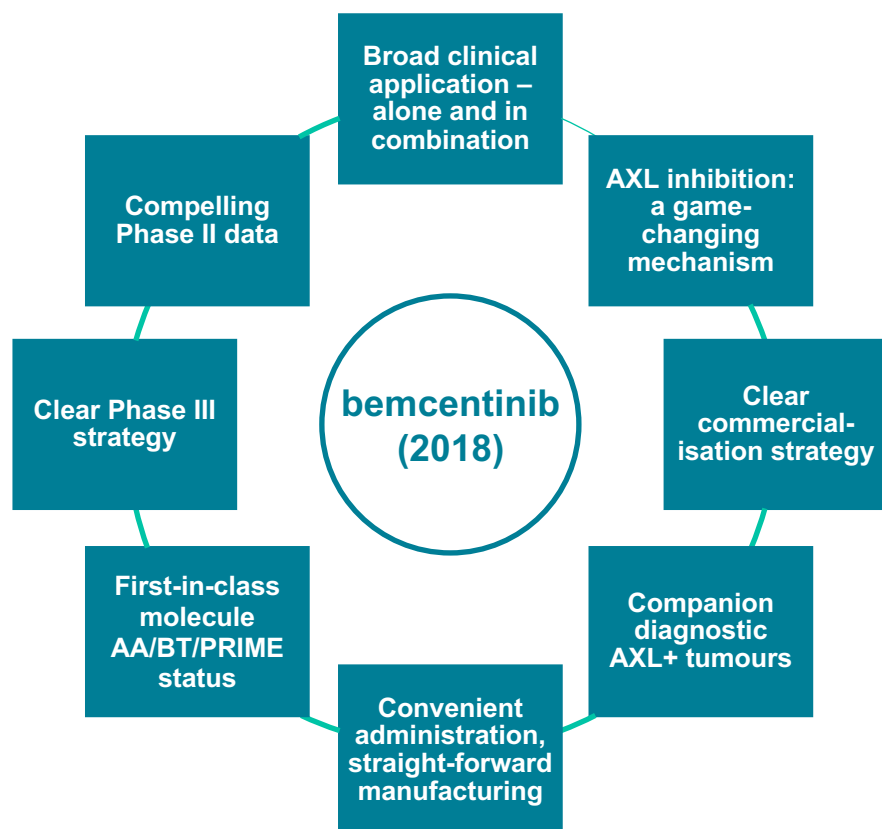 Broad clinical
application –
alone and in
combination
AXL inhibition:
a game-
changing
mechanism
Clear
commercial-
isation strategy
Companion
diagnostic
AXL+ tumours
Convenient
administration,
straight-forward
manufacturing
First-in-class
molecule
AA/BT/PRIME
status
Clear Phase III
strategy
Compelling
Phase II data
bemcentinib
(2018)